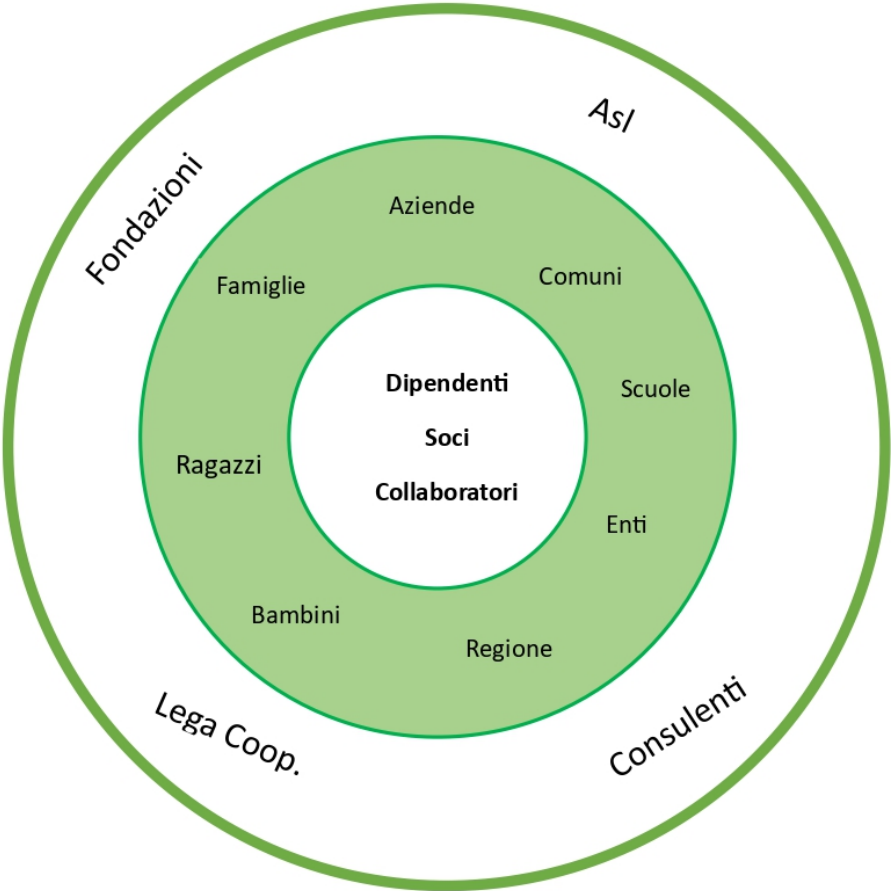 Asl
Fondazioni
Aziende
Comuni
Famiglie
Dipendenti
Scuole
Soci
Ragazzi
Collaboratori
Enti
Bambini
Regione
Lega Coop.
Consulenti